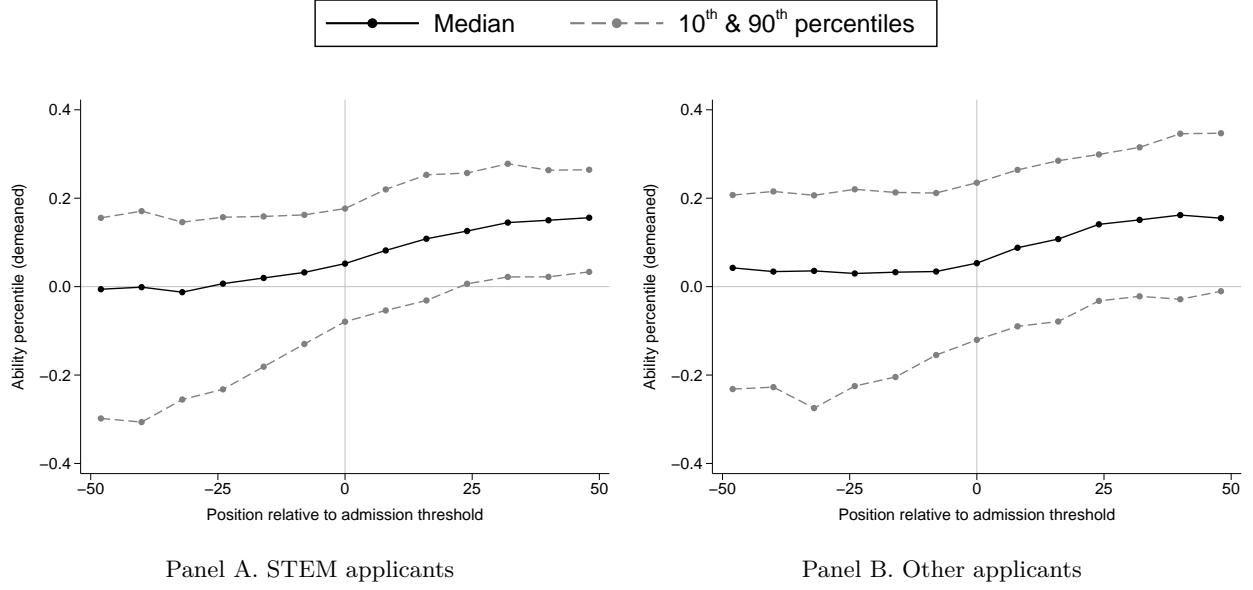 Median 10th & 90th percentiles
0.4
0.2
0.0
−0.2
−0.4
Ability percentile (demeaned)
−50 −25 0 25 50
Position relative to admission threshold
Panel A. STEM applicants
0.4
0.2
0.0
−0.2
−0.4
Ability percentile (demeaned)
−50 −25 0 25 50
Position relative to admission threshold
Panel B. Other applicants